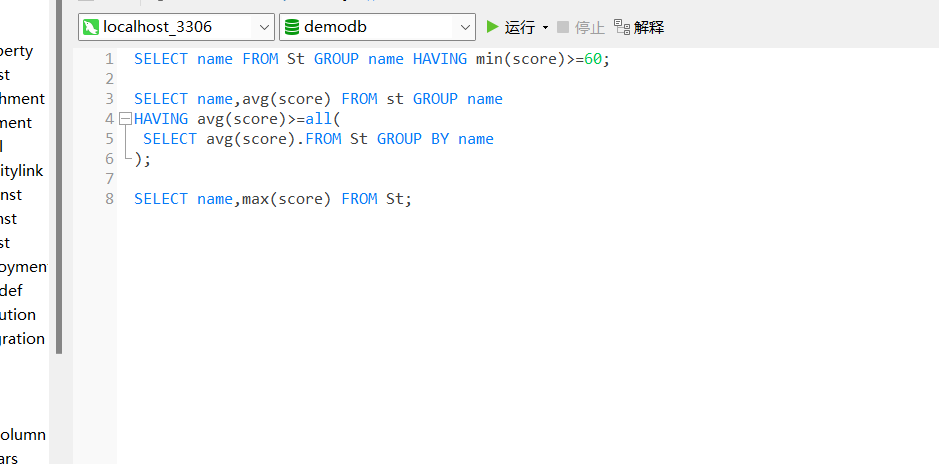 localhost_3306
demodb
运行
停止
解释
perty
st
hment
ment
l
itylink
nst
nst
st
oyment
def
ution
gration
olumn
ars
1 SELECT name FROM St GROUP name HAVING min(score)>=60;
2
3 SELECT name,avg(score) FROM st GROUP name
4 HAVING avg(score)>=all(
5 SELECT avg(score).FROM St GROUP BY name
6 );
7
8 SELECT name,max(score) FROM St;